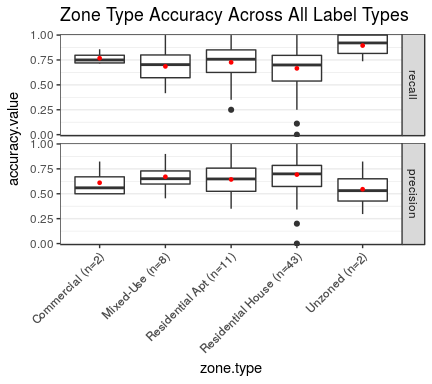 Zone Type Accuracy Across All Label Types
accuracy.value
1.00
0.75
0.50
0.25
0.00
recall
1.00
0.75
0.50
0.25
0.00
precision
Commercial (n=2)
Mixed-Use (n=8)
Residential Apt (n=11)
Residential House (n=43)
Unzoned (n=2)
zone.type